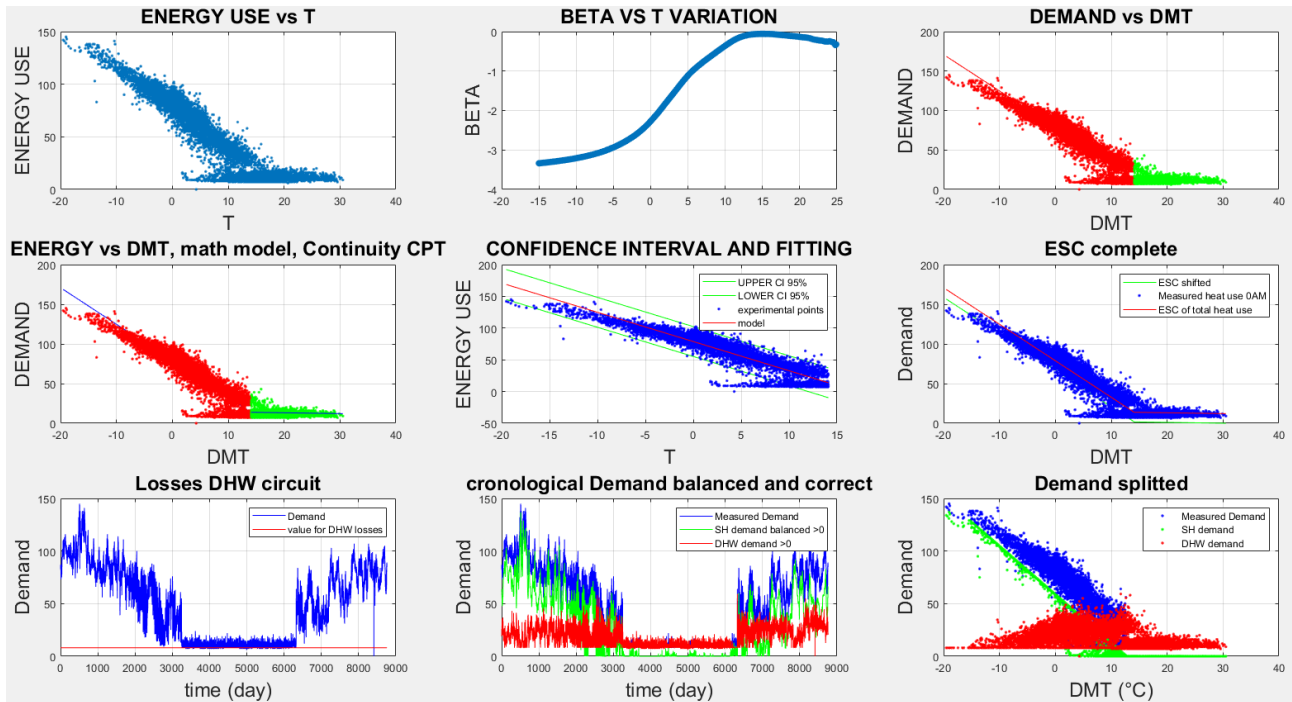 ENERGY USE vs T
150
100
50
0
-20 -10 0 10 20 30 40
ENERGY USE
T
BETA VS T VARIATION
0
-1
-2
-3
-4
-15 -10 -5 0 5 10 15 20 25
BETA
T
DEMAND vs DMT
200
150
100
50
0
-20 -10 0 10 20 30 40
DEMAND
DMT
ENERGY vs DMT, math model, Continuity CPT
200
150
100
50
0
-20 -10 0 10 20 30 40
DEMAND
DMT
CONFIDENCE INTERVAL AND FITTING
UPPER CI 95%
LOWER CI 95%
experimental points
model
200
150
100
50
0
-50
-20 -15 -10 -5 0 5 10 15
ENERGY USE
T
ESC complete
ESC shifted
Measured heat use 0AM
ESC of total heat use
200
150
100
50
0
-20 -10 0 10 20 30 40
Demand
DMT
Losses DHW circuit
Demand
value for DHW losses
150
100
50
0
0 1000 2000 3000 4000 5000 6000 7000 8000 9000
Demand
time (day)
cronological Demand balanced and correct
Measured Demand
SH demand balanced >0
DHW demand >0
150
100
50
0
0 1000 2000 3000 4000 5000 6000 7000 8000 9000
Demand
time (day)
Demand splitted
Measured Demand
SH demand
DHW demand
150
100
50
0
-20 -10 0 10 20 30 40
Demand
DMT (°C)